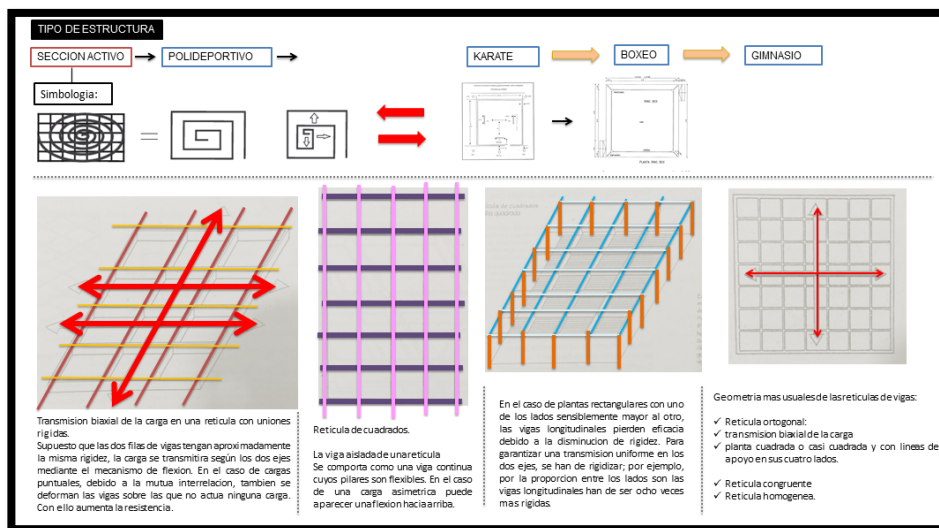 TIPO DE ESTRUCTURA
SECCION ACTIVO
POLIDEPORTIVO
KARATE
BOXEO
GIMNASIO
Simbologia:
PLANTA RING BOX
Transmision biaxial de la carga en una reticula con uniones
rigidas.
Supuesto que las dos filas de vigas tengan aproximadamente
la misma rigidez, la carga se transmitira según los dos ejes
mediante el mecanismo de flexion. En el caso de cargas
puntuales, debido a la mutua interrelacion, tambien se
deforman las vigas sobre las que no actua ninguna carga.
Con ello aumenta la resistencia.
Reticula de cuadrados.
La viga aislada de una reticula
Se comporta como una viga continua
cuyos pilares son flexibles. En el caso de
una carga asimetrica puede
aparecer una flexion hacia arriba.
En el caso de plantas rectangulares con uno
de los lados sensiblemente mayor al otro,
las vigas longitudinales pierden eficacia
debido a la disminucion de rigidez. Para
garantizar una transmision uniforme en los
dos ejes, se han de rigidizar; por ejemplo,
por la proporcion entre los lados son las
vigas longitudinales han de ser ocho veces
mas rigidas.
Geometria mas usuales de las reticulas de vigas:
✓ Reticula ortogonal:
✓ transmision biaxial de la carga
✓ planta cuadrada o casi cuadrada y con lineas de
apoyo en sus cuatro lados.
✓ Reticula congruente
✓ Reticula homogenea.